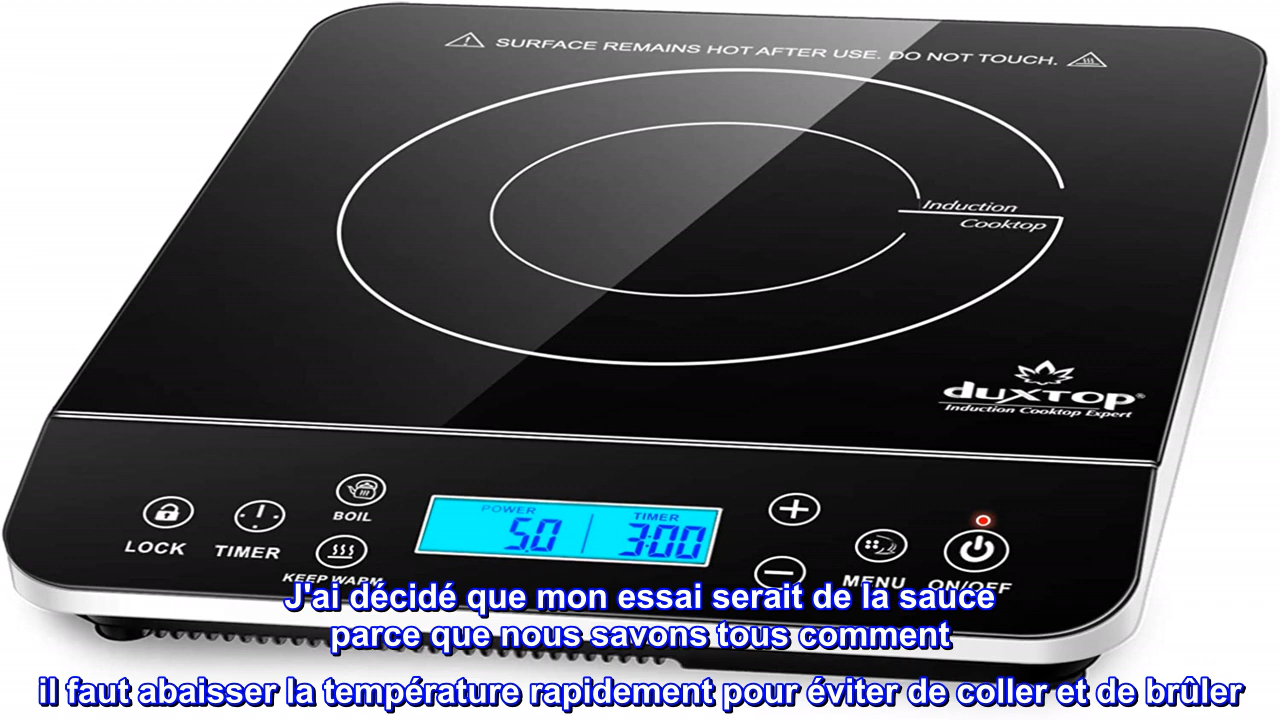 SURFACE REMAINS HOT AFTER USE. DO NOT TOUCH.
Induction
Cooktop
duxtop®
Induction Cooktop Expert
BOIL
LOCK
TIMER
KEEP WARM
POWER
TIMER
5.0
3:00
MENU
ON/OFF
J'ai décidé que mon essai serait de la sauce
parce que nous savons tous comment
il faut abaisser la température rapidement pour éviter de coller et de brûler